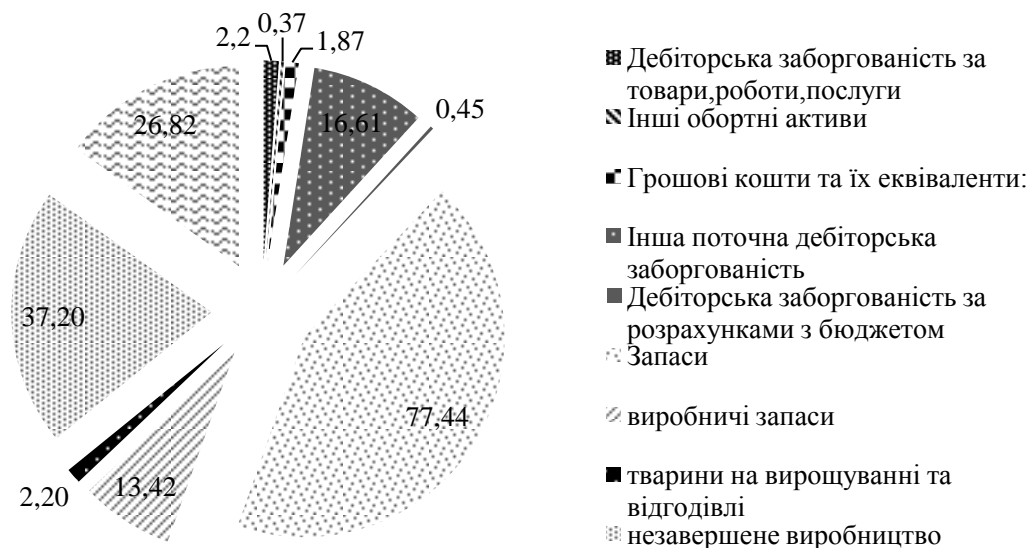 2,2
0,37
1,87
16,61
0,45
26,82
37,20
77,44
2,20
13,42
Дебіторська заборгованість за
товари,роботи,послуги
Інші обортні активи
Грошові кошти та їх еквіваленти:
Інша поточна дебіторська
заборгованість
Дебіторська заборгованість за
розрахунками з бюджетом
Запаси
виробничі запаси
тварини на вирощуванні та
відгодівлі
незавершене виробництво